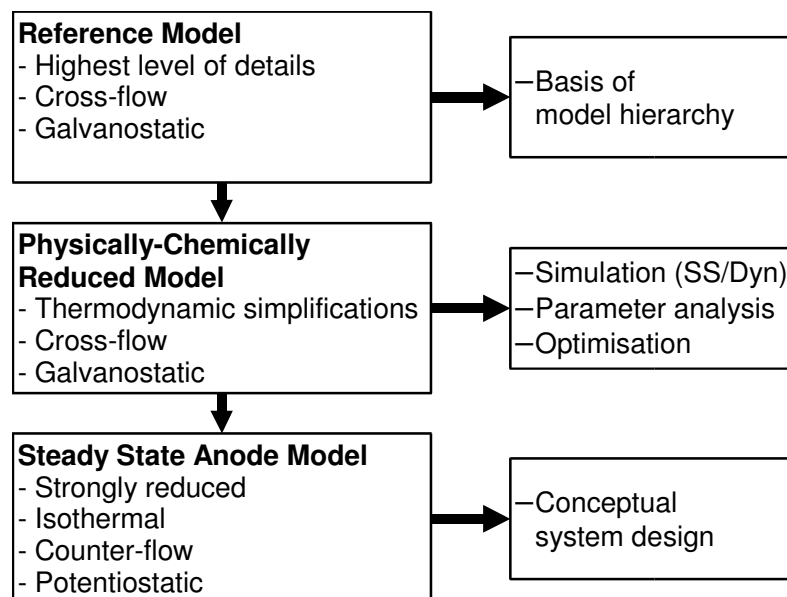 Reference Model
- Highest level of details
- Cross-flow
- Galvanostatic
–Basis of
model hierarchy
Physically-Chemically
Reduced Model
- Thermodynamic simplifications
- Cross-flow
- Galvanostatic
–Simulation (SS/Dyn)
–Parameter analysis
–Optimisation
Steady State Anode Model
- Strongly reduced
- Isothermal
- Counter-flow
- Potentiostatic
–Conceptual
system design